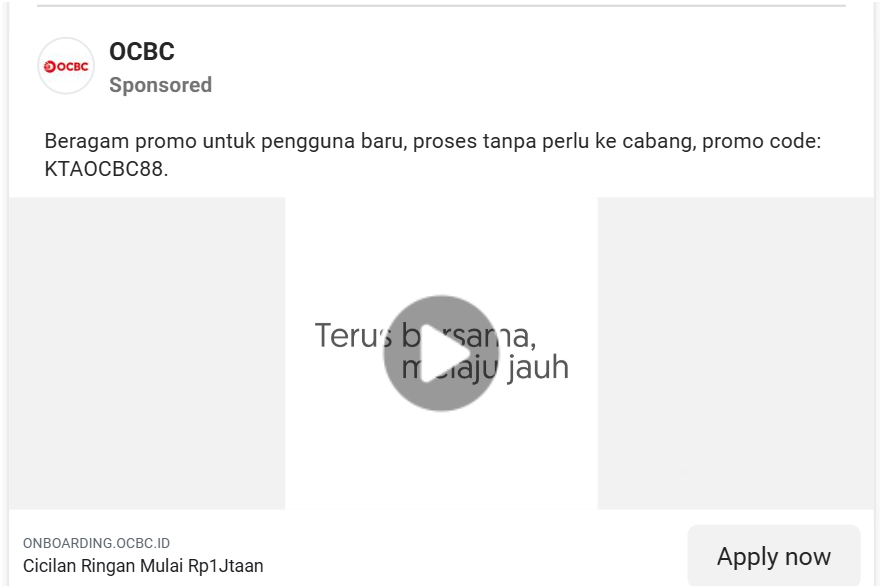 OCBC
OCBC
Sponsored
Beragam promo untuk pengguna baru, proses tanpa perlu ke cabang, promo code:
KTAOCBC88.
Terus bersama,
melaju jauh
ONBOARDING.OCBC.ID
Cicilan Ringan Mulai Rp1Jtaan
Apply now